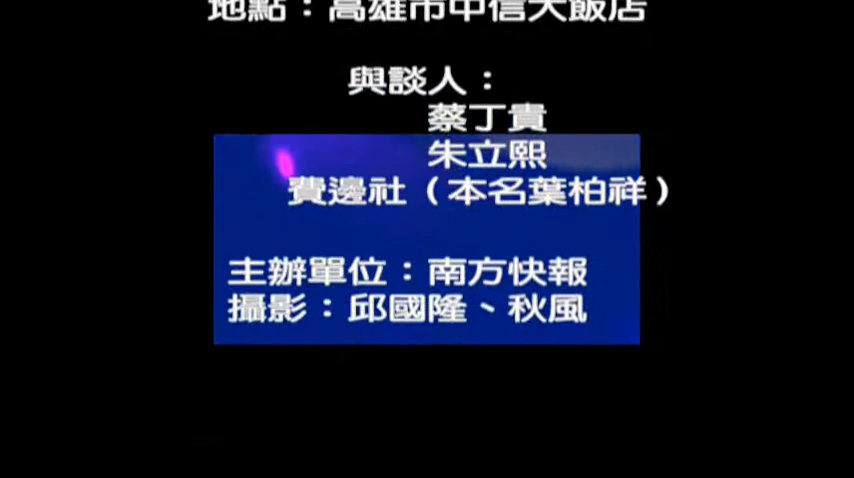 地點：高雄市中信大飯店
與談人：
蔡丁貴
朱立熙
費邊社（本名葉柏祥）
主辦單位：南方快報
攝影：邱國隆、秋風